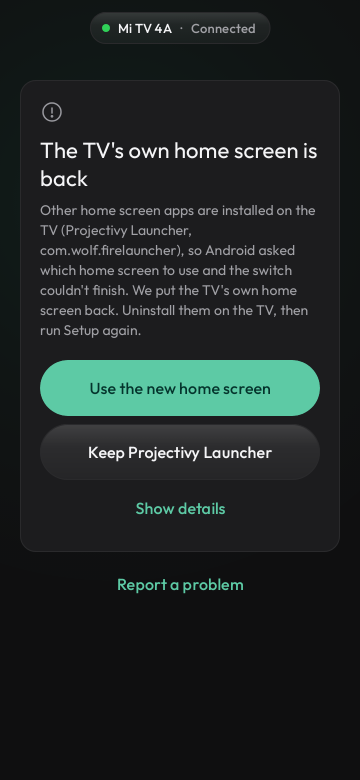 Mi TV 4A · Connected
The TV's own home screen is
back
Other home screen apps are installed on the
TV (Projectivy Launcher,
com.wolf.firelauncher), so Android asked
which home screen to use and the switch
couldn't finish. We put the TV's own home
screen back. Uninstall them on the TV, then
run Setup again.
Use the new home screen
Keep Projectivy Launcher
Show details
Report a problem